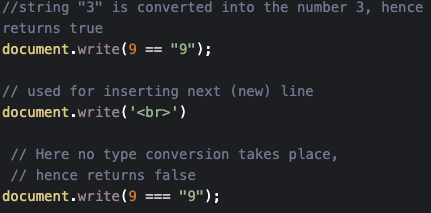 //string "3" is converted into the number 3, hence
returns true
document.write(9 == "9");
// used for inserting next (new) line
document.write('<br>')
// Here no type conversion takes place,
// hence returns false
document.write(9 === "9");